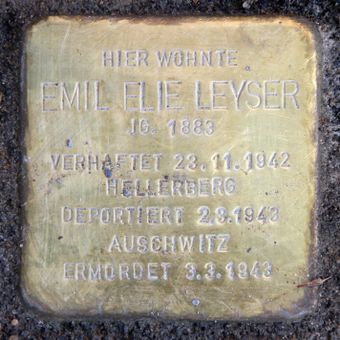 HIER WOHNTE
EMIL ELIE LEYSER
JG. 1883
VERHAFTET 23.11.1942
HELLERBERG
DEPORTIERT 2.3.1943
AUSCHWITZ
ERMORDET 3.3.1943